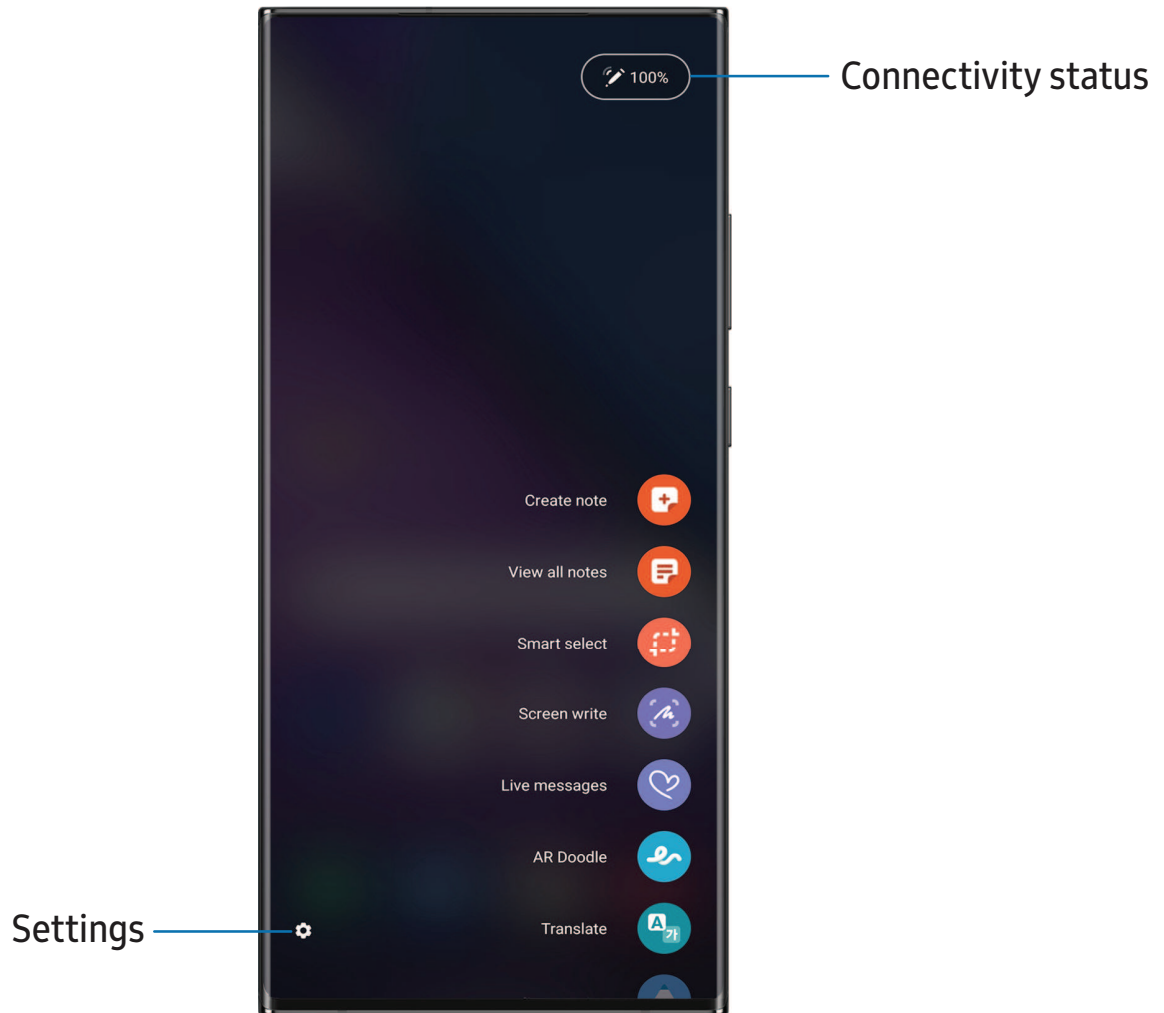 100%
Connectivity status
Create note
View all notes
Smart select
Screen write
Live messages
AR Doodle
Settings
Translate
A
가